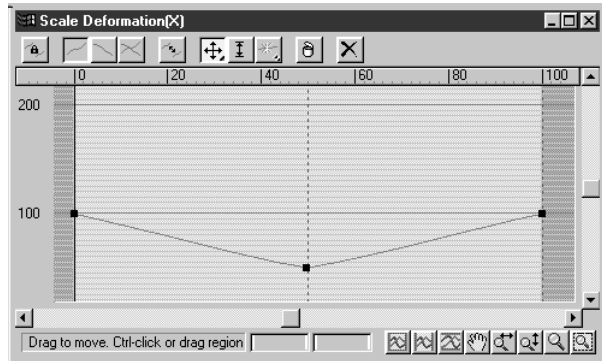 Scale Deformation(X)
0 20 40 60 80 100
200
100
Drag to move. Ctrl-click or drag region